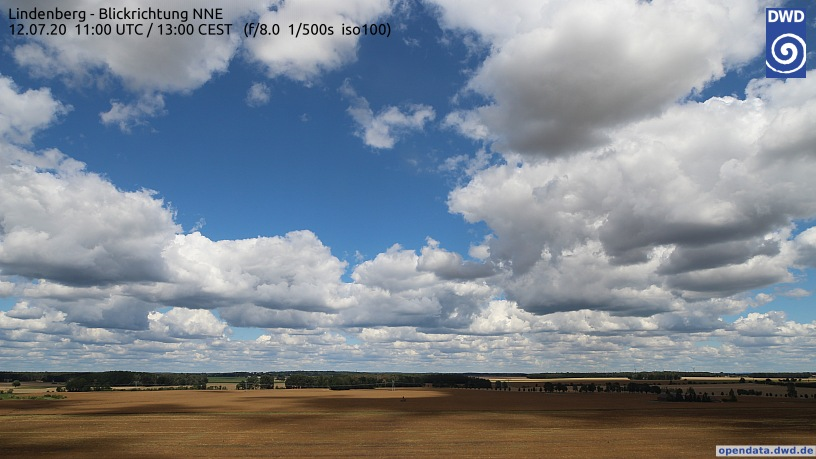 Lindenberg - Blickrichtung NNE
12.07.20 11:00 UTC / 13:00 CEST (f/8.0 1/500s iso100)
DWD
opendata.dwd.de